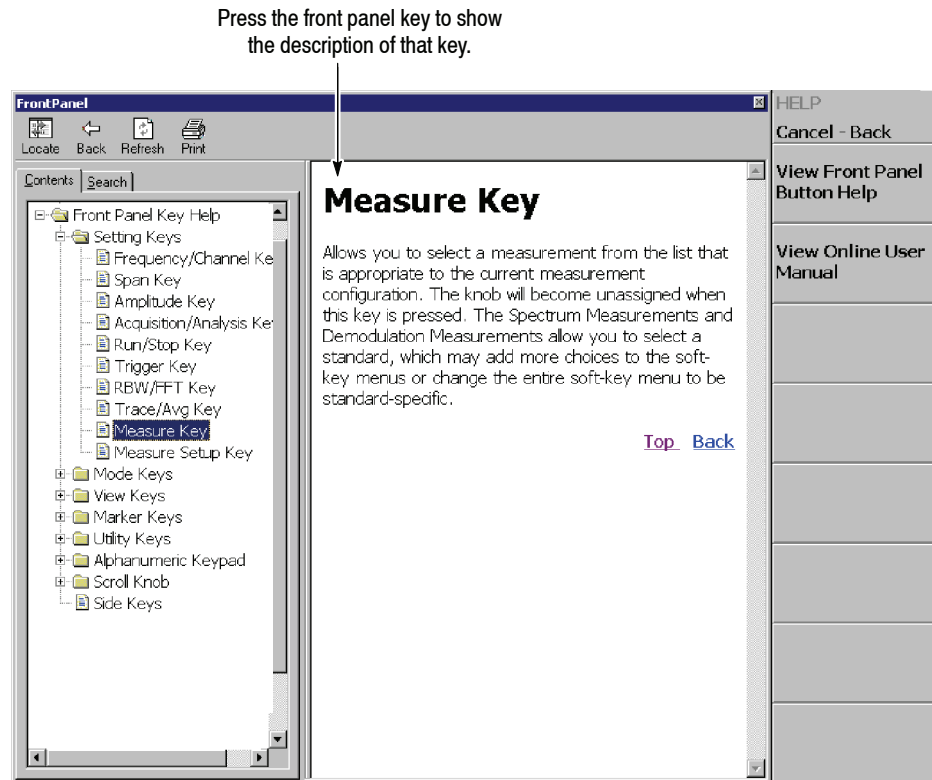 Press the front panel key to show
the description of that key.
FrontPanel
HELP
Cancel - Back
Locate Back Refresh Print
View Front Panel
Button Help
View Online User
Manual
Contents Search
Front Panel Key Help
Setting Keys
Frequency/Channel Ke
Span Key
Amplitude Key
Acquisition/Analysis Ke
Run/Stop Key
Trigger Key
RBW/FFT Key
Trace/Avg Key
Measure Key
Measure Setup Key
Mode Keys
View Keys
Marker Keys
Utility Keys
Alphanumeric Keypad
Scroll Knob
Side Keys
Measure Key
Allows you to select a measurement from the list that
is appropriate to the current measurement
configuration. The knob will become unassigned when
this key is pressed. The Spectrum Measurements and
Demodulation Measurements allow you to select a
standard, which may add more choices to the soft-
key menus or change the entire soft-key menu to be
standard-specific.
Top Back